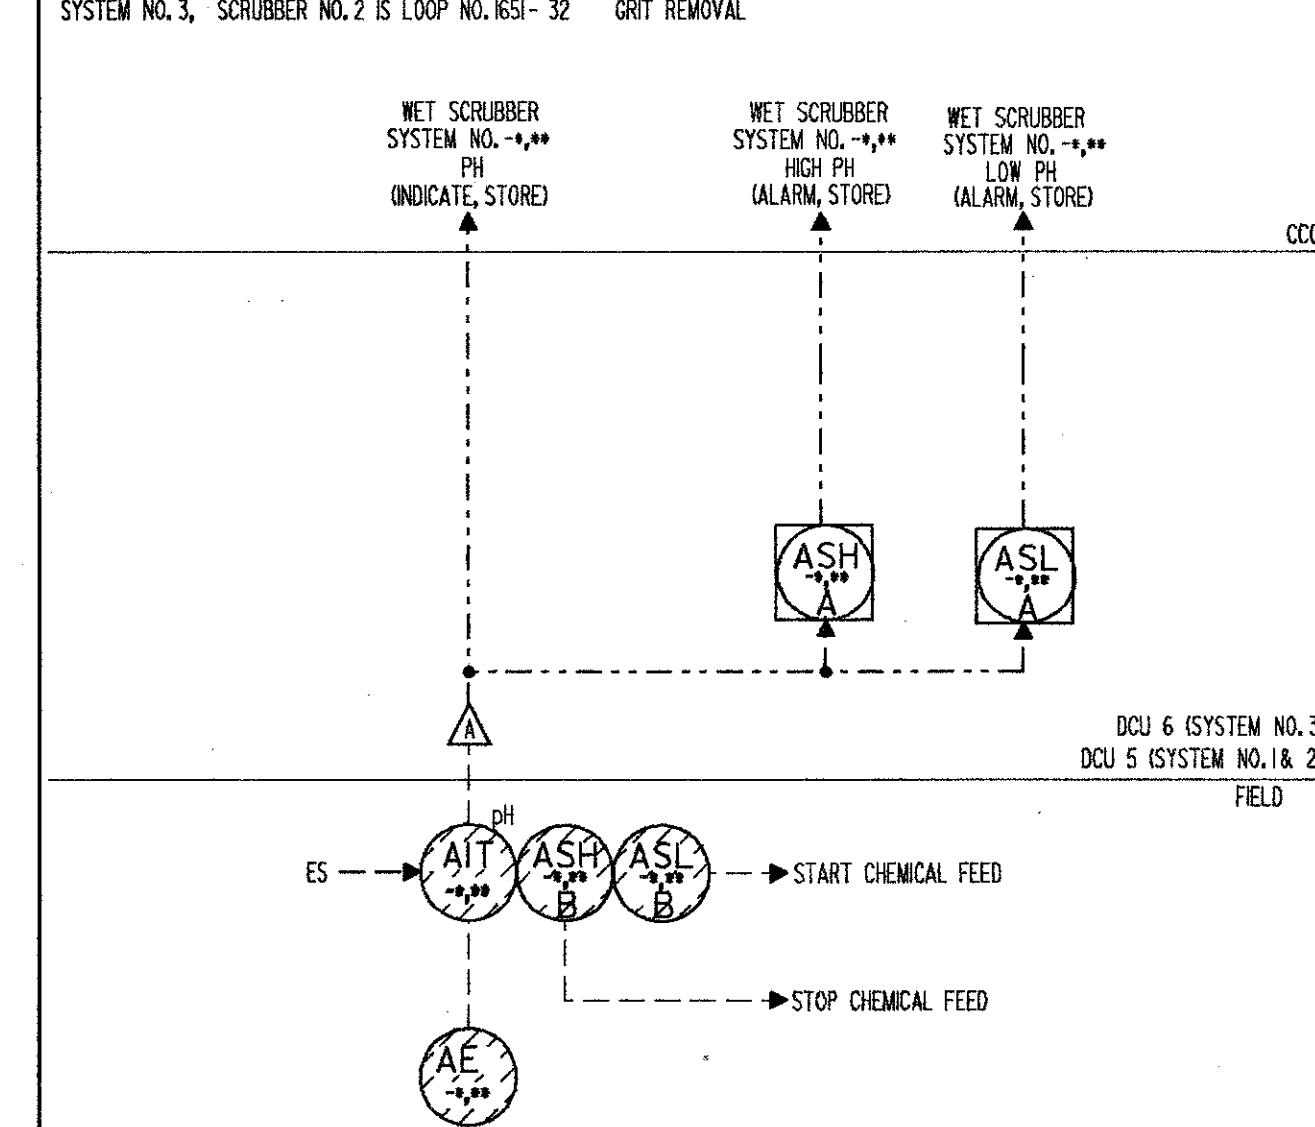 SYSTEM NO. 3, SCRUBBER NO. 2 IS LOOP NO. 1651- 32 GRIT REMOVAL
WET SCRUBBER
SYSTEM NO. -*,**
PH
(INDICATE, STORE)
WET SCRUBBER
SYSTEM NO. -*,**
HIGH PH
(ALARM, STORE)
WET SCRUBBER
SYSTEM NO. -*,**
LOW PH
(ALARM, STORE)
ASH
-*,**
A
ASL
-*,**
A
A
DCU 6 (SYSTEM NO. 3
DCU 5 (SYSTEM NO. 1 & 2
FIELD
pH
ES
AIT
-*,**
ASH
-*,**
B
ASL
-*,**
B
START CHEMICAL FEED
STOP CHEMICAL FEED
AE
-*,**